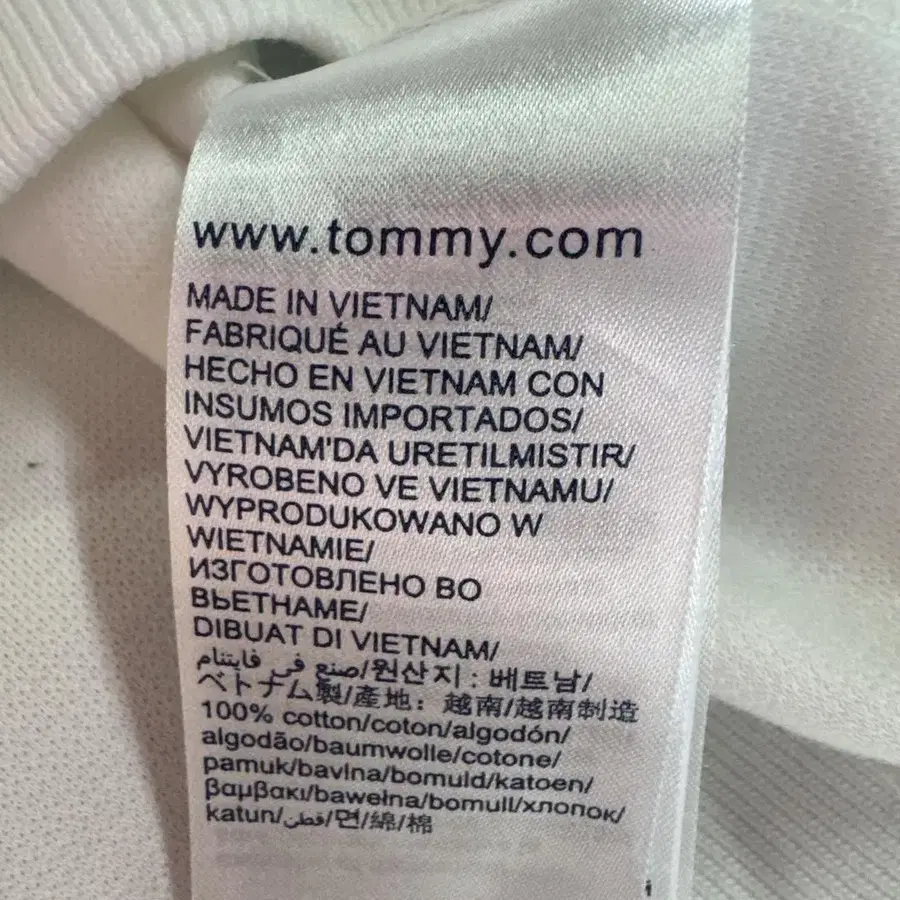 www.tommy.com
MADE IN VIETNAM/
FABRIQUÉ AU VIETNAM/
HECHO EN VIETNAM CON
INSUMOS IMPORTADOS/
VIETNAM'DA URETILMISTIR/
VYROBENO VE VIETNAMU/
WYPRODUKOWANO W
WIETNAMIE/
ИЗГОТОВЛЕНО ВО
ВЬЕТНАМЕ/
DIBUAT DI VIETNAM/
صنع في فايتنام/원산지 : 베트남/
ベトナム製/產地：越南/越南制造
100% cotton/coton/algodón/
algodão/baumwolle/cotone/
pamuk/bavlna/bomuld/katoen/
βαμβακι/bawełna/bomull/хлопок/
katun/قطن/면/綿/棉